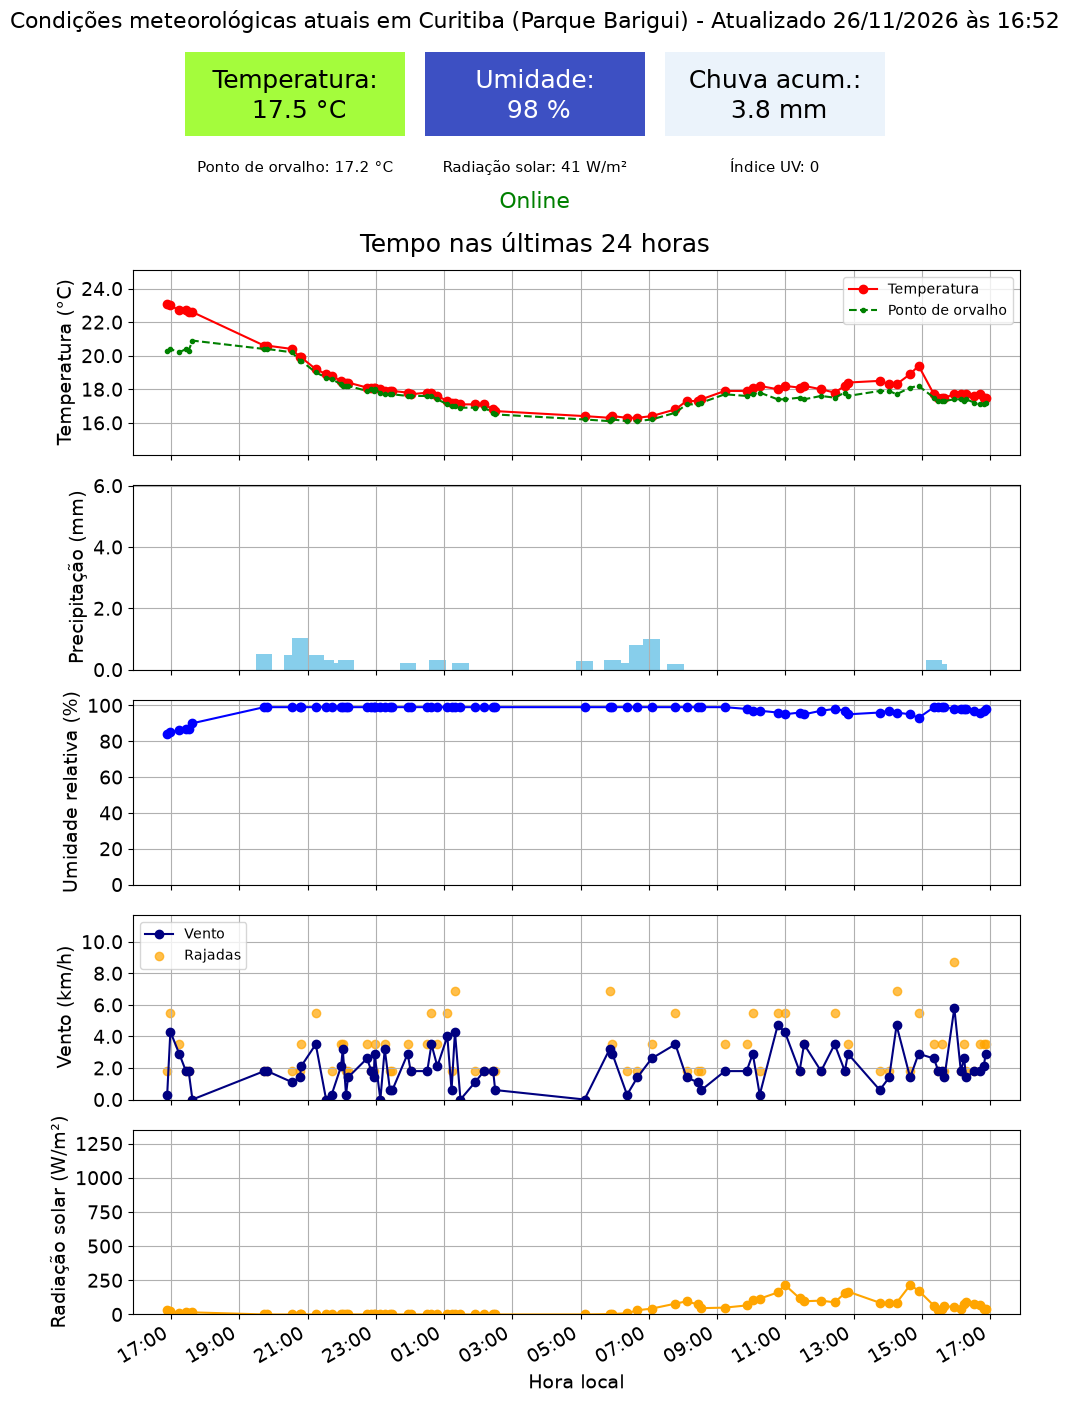 Condições meteorológicas atuais em Curitiba (Parque Barigui) - Atualizado 26/11/2026 às 16:52
Temperatura:
17.5 °C
Umidade:
98 %
Chuva acum.:
3.8 mm
Ponto de orvalho: 17.2 °C
Radiação solar: 41 W/m²
Índice UV: 0
Online
Tempo nas últimas 24 horas
Temperatura (°C)
24.0
22.0
20.0
18.0
16.0
Temperatura
Ponto de orvalho
Precipitação (mm)
6.0
4.0
2.0
0.0
Umidade relativa (%)
100
80
60
40
20
0
Vento (km/h)
10.0
8.0
6.0
4.0
2.0
0.0
Vento
Rajadas
Radiação solar (W/m²)
1250
1000
750
500
250
0
17:00
19:00
21:00
23:00
01:00
03:00
05:00
07:00
09:00
11:00
13:00
15:00
17:00
Hora local